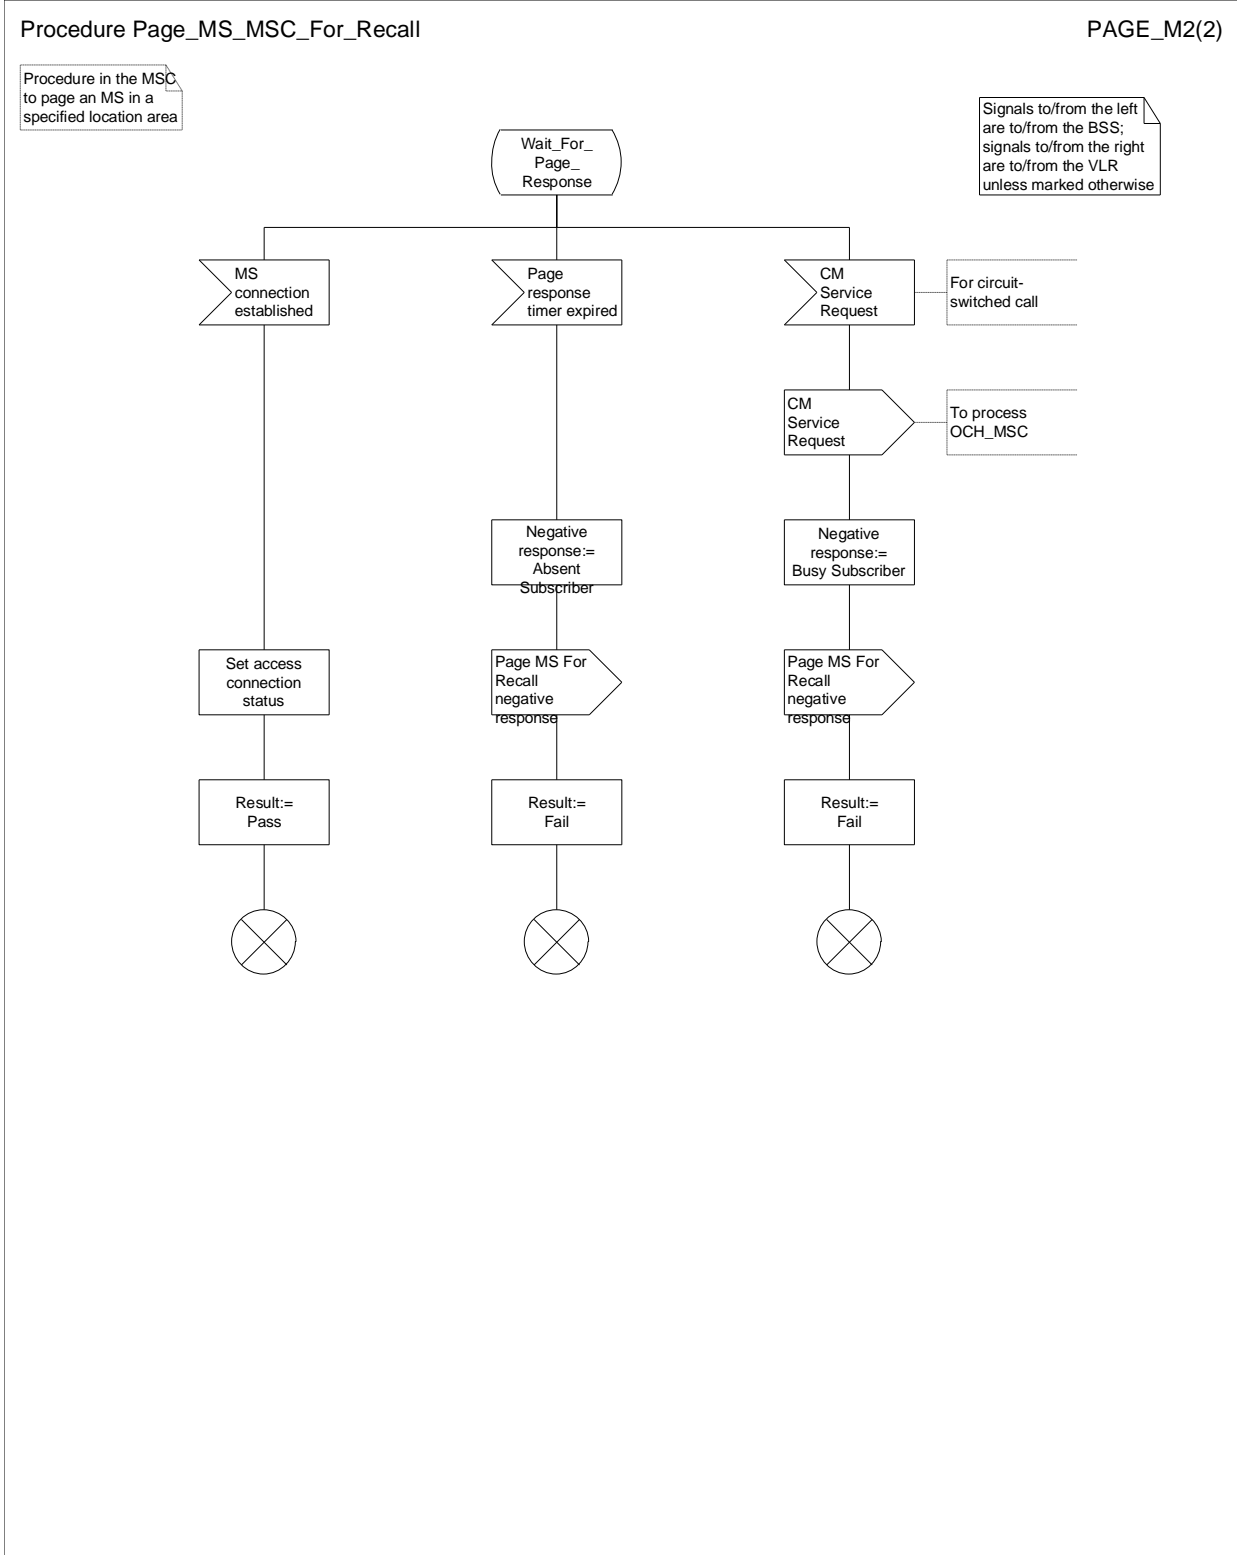 Procedure Page_MS_MSC_For_Recall
PAGE_M2(2)
Procedure in the MSC
to page an MS in a
specified location area
Signals to/from the left
are to/from the BSS;
signals to/from the right
are to/from the VLR
unless marked otherwise
Wait_For_
Page_
Response
MS
connection
established
Page
response
timer expired
CM
Service
Request
For circuit-
switched call
CM
Service
Request
To process
OCH_MSC
Negative
response:=
Absent
Subscriber
Negative
response:=
Busy Subscriber
Set access
connection
status
Page MS For
Recall
negative
response
Page MS For
Recall
negative
response
Result:=
Pass
Result:=
Fail
Result:=
Fail